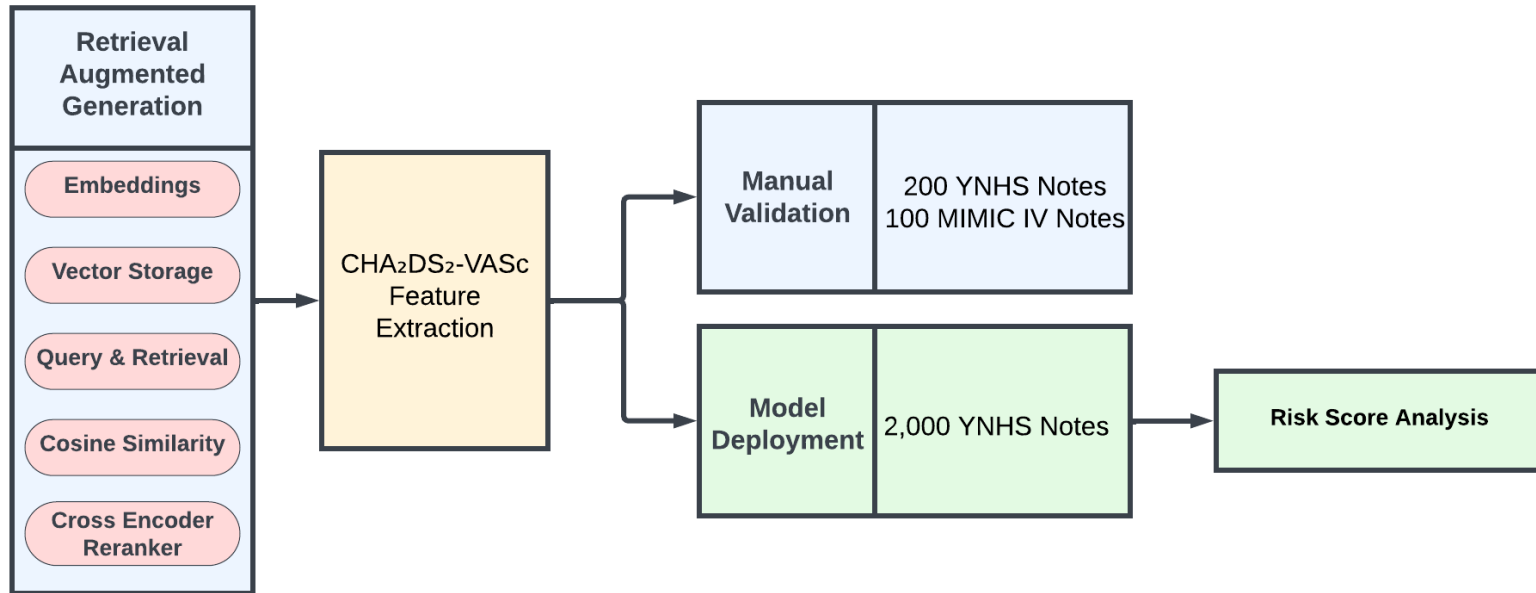 Retrieval
Augmented
Generation
Embeddings
Vector Storage
Query & Retrieval
Cosine Similarity
Cross Encoder
Reranker
CHA₂DS₂-VASc
Feature
Extraction
Manual
Validation
200 YNHS Notes
100 MIMIC IV Notes
Model
Deployment
2,000 YNHS Notes
Risk Score Analysis